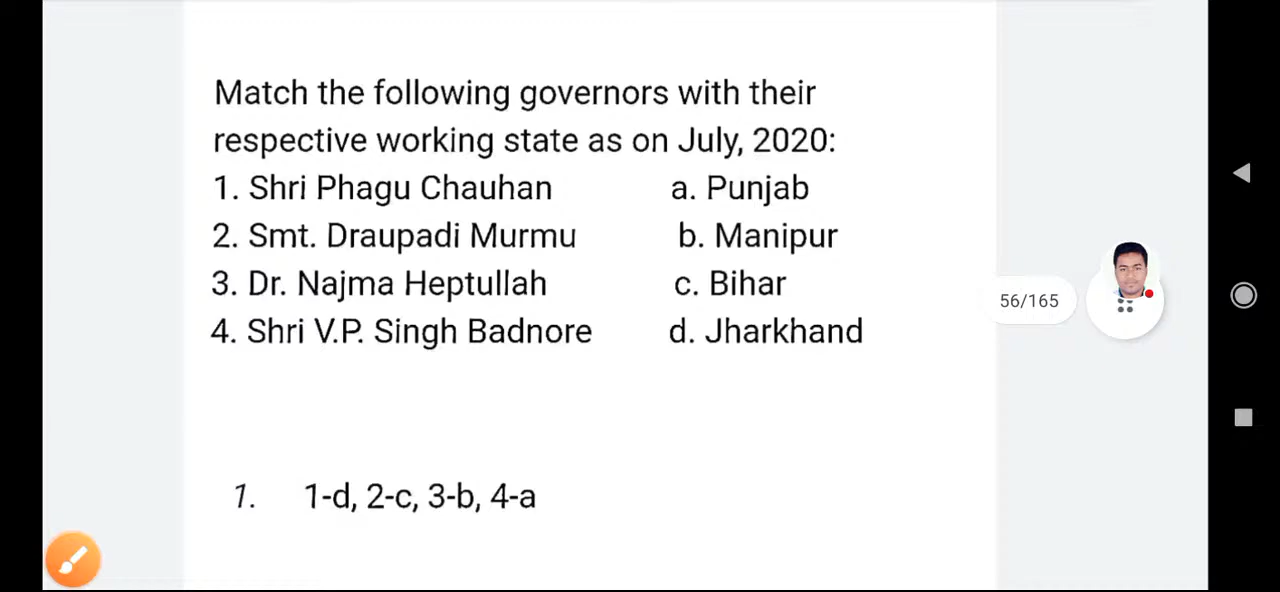 Match the following governors with their
respective working state as on July, 2020:
1. Shri Phagu Chauhan a. Punjab
2. Smt. Draupadi Murmu b. Manipur
3. Dr. Najma Heptullah c. Bihar
4. Shri V.P. Singh Badnore d. Jharkhand
56/165
1. 1-d, 2-c, 3-b, 4-a